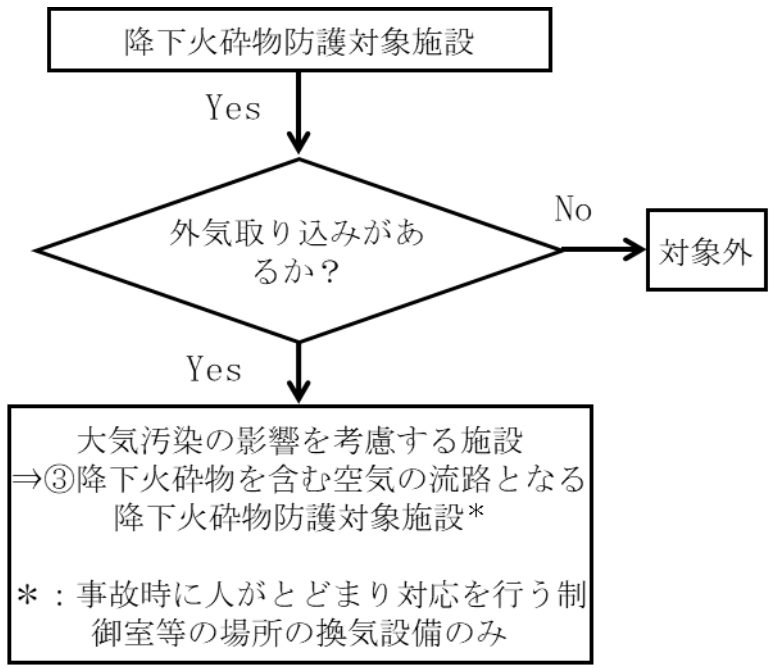 降下火砕物防護対象施設
Yes
外気取り込みがあ
るか？
No
対象外
Yes
大気汚染の影響を考慮する施設
⇒③降下火砕物を含む空気の流路となる
降下火砕物防護対象施設*
＊：事故時に人がとどまり対応を行う制
御室等の場所の換気設備のみ